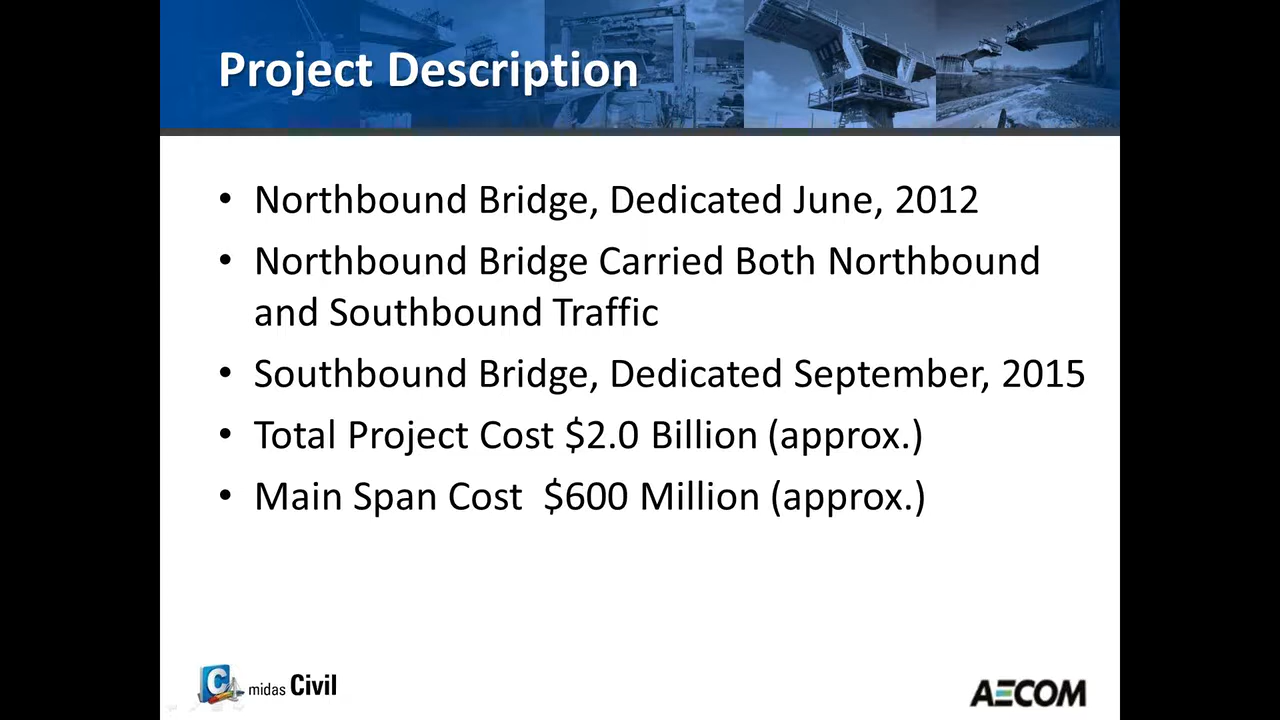 Project Description
• Northbound Bridge, Dedicated June, 2012
• Northbound Bridge Carried Both Northbound
and Southbound Traffic
• Southbound Bridge, Dedicated September, 2015
• Total Project Cost $2.0 Billion (approx.)
• Main Span Cost  $600 Million (approx.)
C midas Civil
AECOM